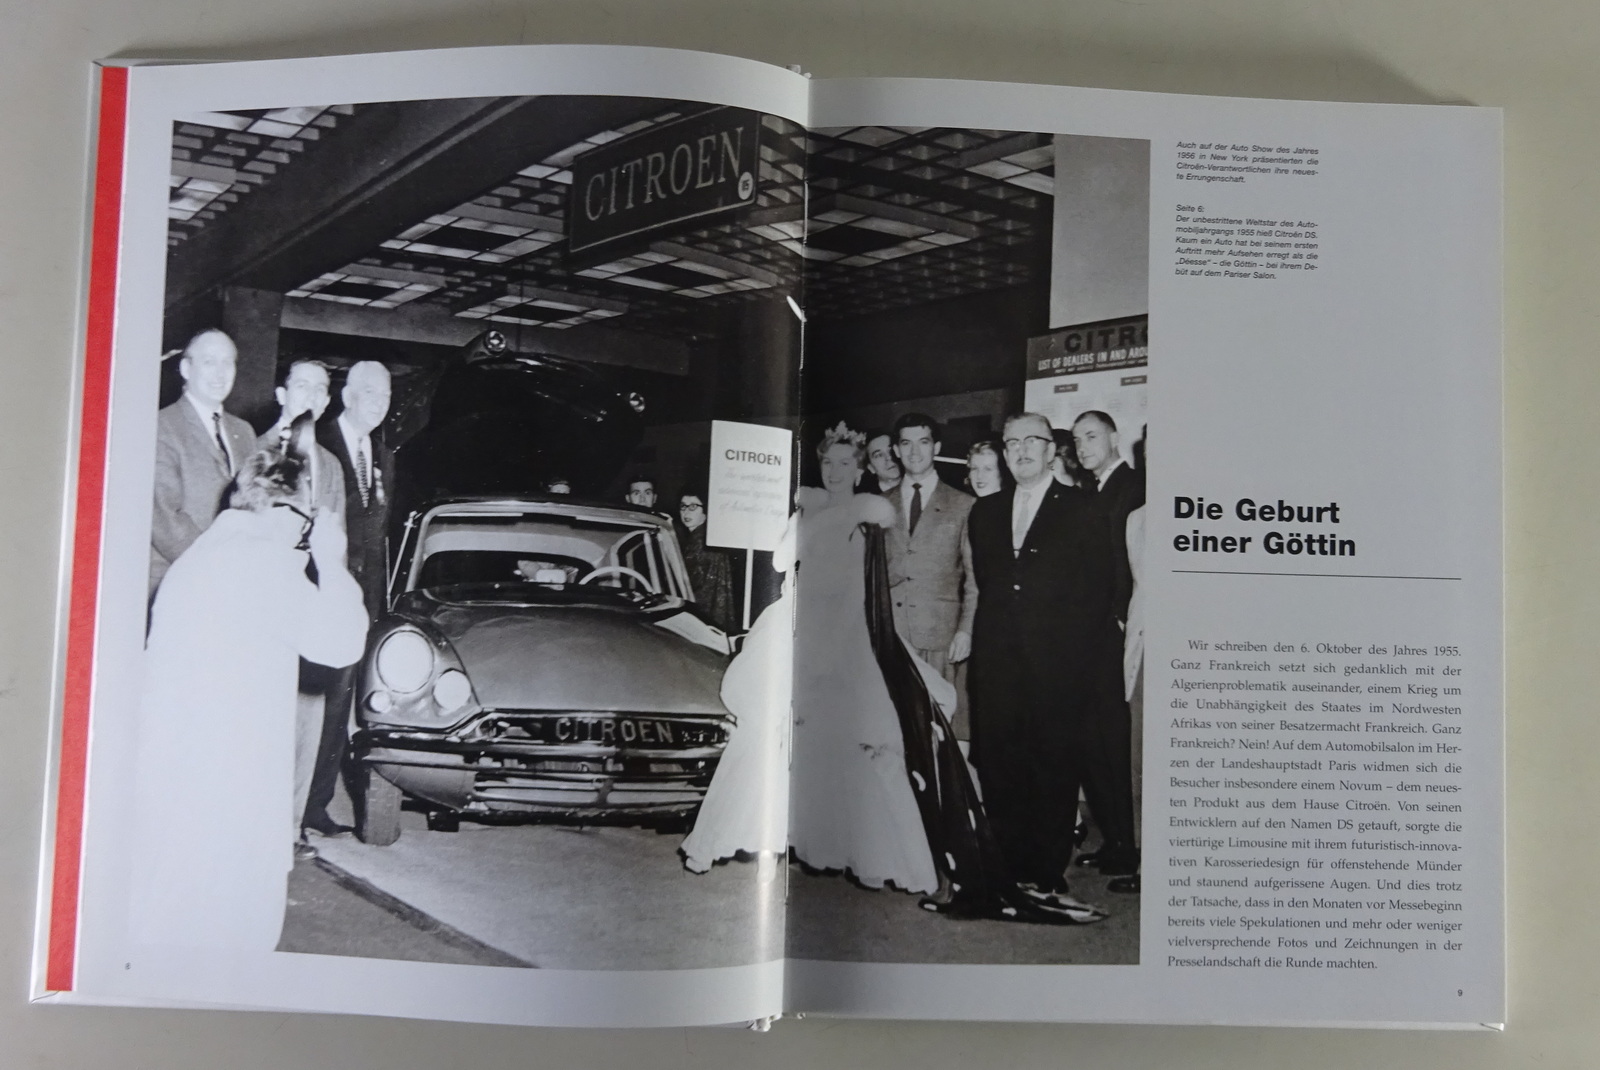 CITROËN
CITROEN
CITROEN
CITRO
LIST OF DEALERS IN AND AROU
8
Auch auf der Auto Show des Jahres
1956 in New York präsentierten die
Citroën-Verantwortlichen ihre neues-
te Errungenschaft.
Seite 6:
Der unbestrittene Weltstar des Auto-
mobiljahrgangs 1955 hieß Citroën DS.
Kaum ein Auto hat bei seinem ersten
Auftritt mehr Aufsehen erregt als die
„Déesse“ – die Göttin – bei ihrem De-
büt auf dem Pariser Salon.
Die Geburt
einer Göttin
Wir schreiben den 6. Oktober des Jahres 1955.
Ganz Frankreich setzt sich gedanklich mit der
Algerienproblematik auseinander, einem Krieg um
die Unabhängigkeit des Staates im Nordwesten
Afrikas von seiner Besatzermacht Frankreich. Ganz
Frankreich? Nein! Auf dem Automobilsalon im Her-
zen der Landeshauptstadt Paris widmen sich die
Besucher insbesondere einem Novum – dem neues-
ten Produkt aus dem Hause Citroën. Von seinen
Entwicklern auf den Namen DS getauft, sorgte die
viertürige Limousine mit ihrem futuristisch-innova-
tiven Karosseriedesign für offenstehende Münder
und staunend aufgerissene Augen. Und dies trotz
der Tatsache, dass in den Monaten vor Messebeginn
bereits viele Spekulationen und mehr oder weniger
vielversprechende Fotos und Zeichnungen in der
Presselandschaft die Runde machten.
9